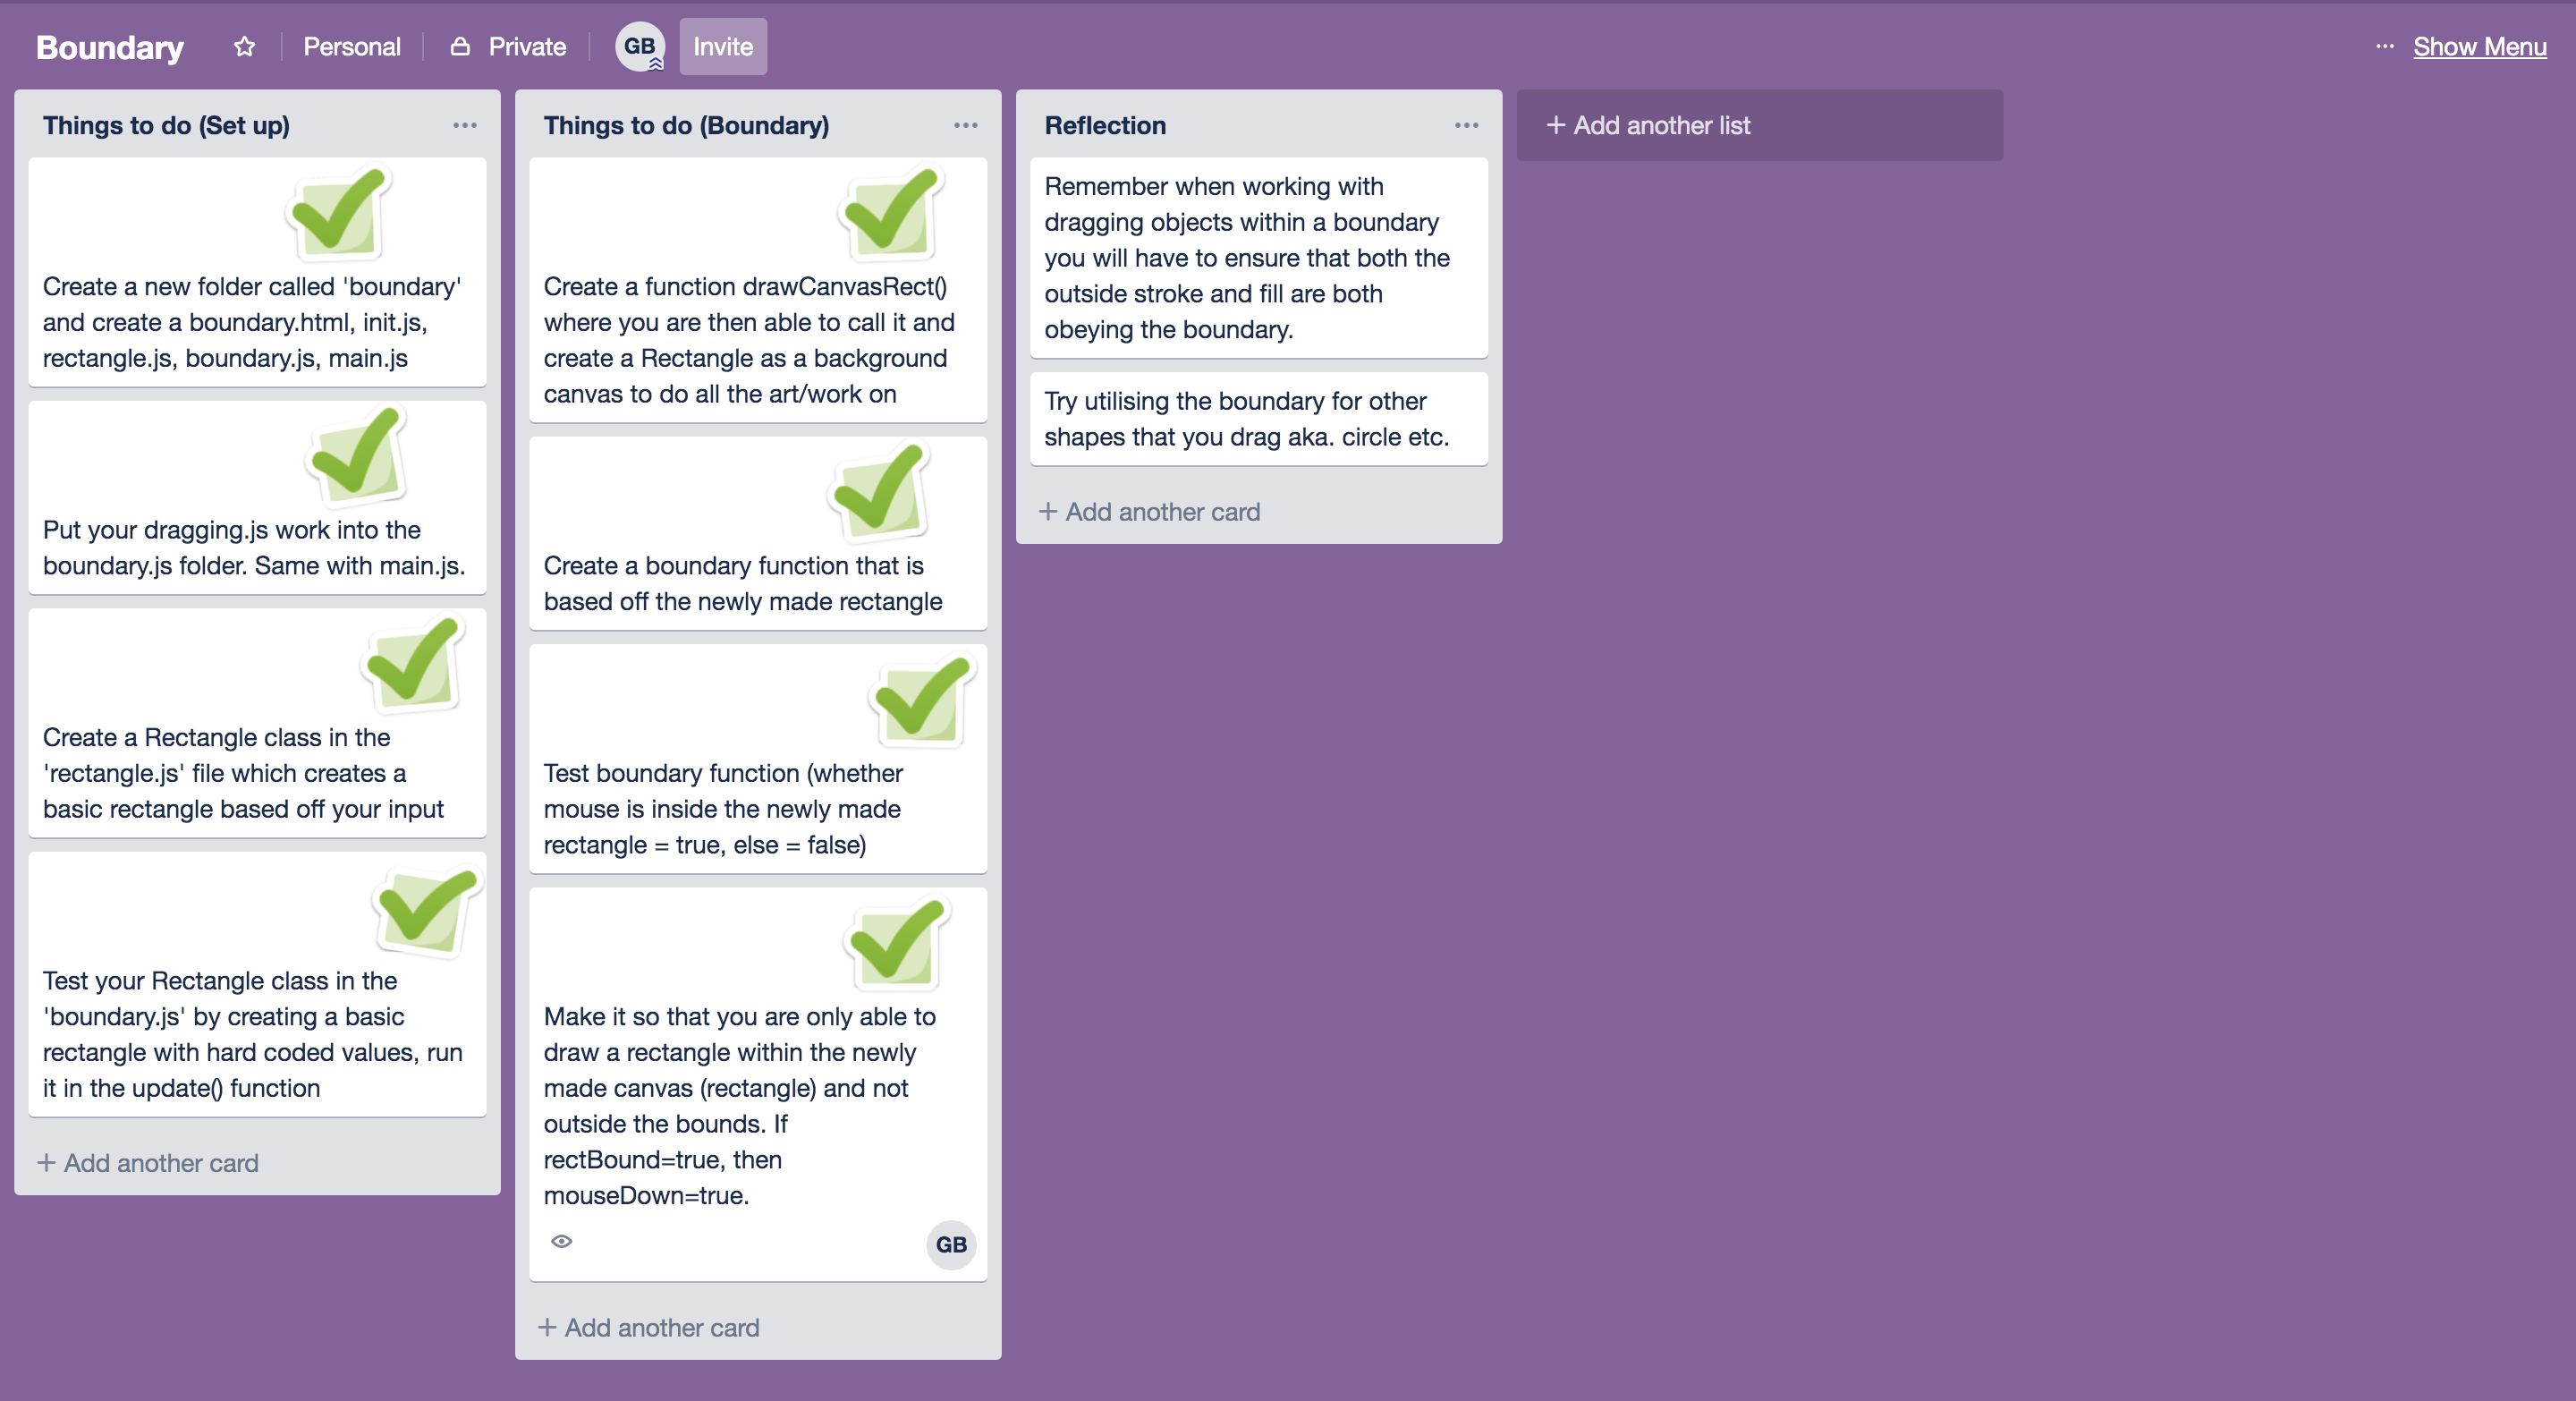 Boundary
Personal
Private
GB
Invite
··· Show Menu
Things to do (Set up)
Create a new folder called 'boundary'
and create a boundary.html, init.js,
rectangle.js, boundary.js, main.js
Put your dragging.js work into the
boundary.js folder. Same with main.js.
Create a Rectangle class in the
'rectangle.js' file which creates a
basic rectangle based off your input
Test your Rectangle class in the
'boundary.js' by creating a basic
rectangle with hard coded values, run
it in the update() function
+ Add another card
Things to do (Boundary)
Create a function drawCanvasRect()
where you are then able to call it and
create a Rectangle as a background
canvas to do all the art/work on
Create a boundary function that is
based off the newly made rectangle
Test boundary function (whether
mouse is inside the newly made
rectangle = true, else = false)
Make it so that you are only able to
draw a rectangle within the newly
made canvas (rectangle) and not
outside the bounds. If
rectBound=true, then
mouseDown=true.
GB
+ Add another card
Reflection
Remember when working with
dragging objects within a boundary
you will have to ensure that both the
outside stroke and fill are both
obeying the boundary.
Try utilising the boundary for other
shapes that you drag aka. circle etc.
+ Add another card
+ Add another list